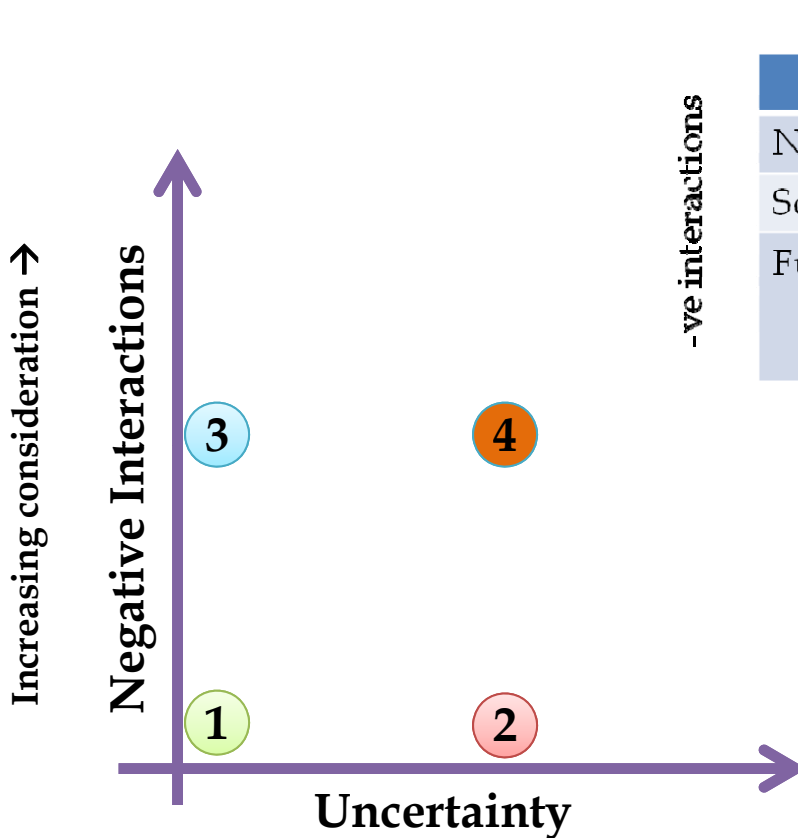 Increasing consideration →
Negative Interactions
3
4
1
2
Uncertainty
-ve interactions